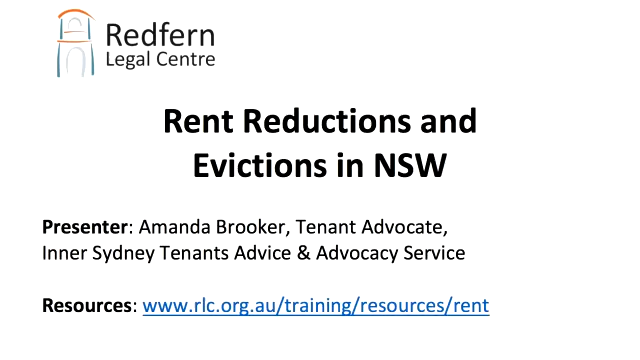 Redfern
Legal Centre
Rent Reductions and
Evictions in NSW
Presenter: Amanda Brooker, Tenant Advocate,
Inner Sydney Tenants Advice & Advocacy Service
Resources: www.rlc.org.au/training/resources/rent